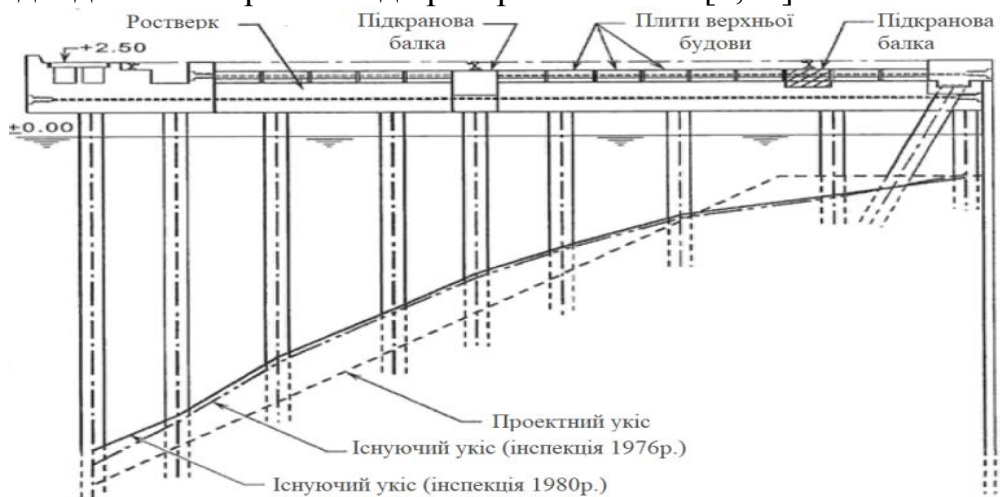 Ростверк
Підкранова
балка
Плити верхньої
будови
Підкранова
балка
+2.50
+0.00
Проектний укіс
Існуючий укіс (інспекція 1976р.)
Існуючий укіс (інспекція 1980р.)